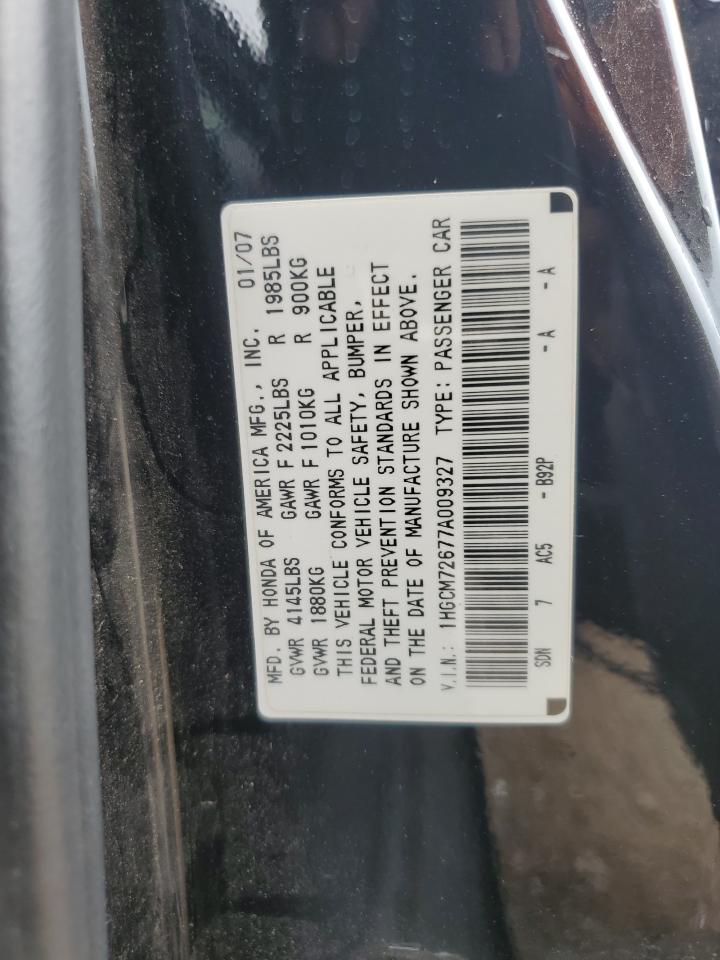 MFD. BY HONDA OF AMERICA MFG., INC. 01/07
GVWR 4145LBS GAWR F 2225LBS R 1985LBS
GVWR 1880KG GAWR F 1010KG R 900KG
THIS VEHICLE CONFORMS TO ALL APPLICABLE
FEDERAL MOTOR VEHICLE SAFETY, BUMPER,
AND THEFT PREVENTION STANDARDS IN EFFECT
ON THE DATE OF MANUFACTURE SHOWN ABOVE.
V.I.N.: 1HGCM72677A009327 TYPE: PASSENGER CAR
SDN 7 AC5 - B92P - A - A